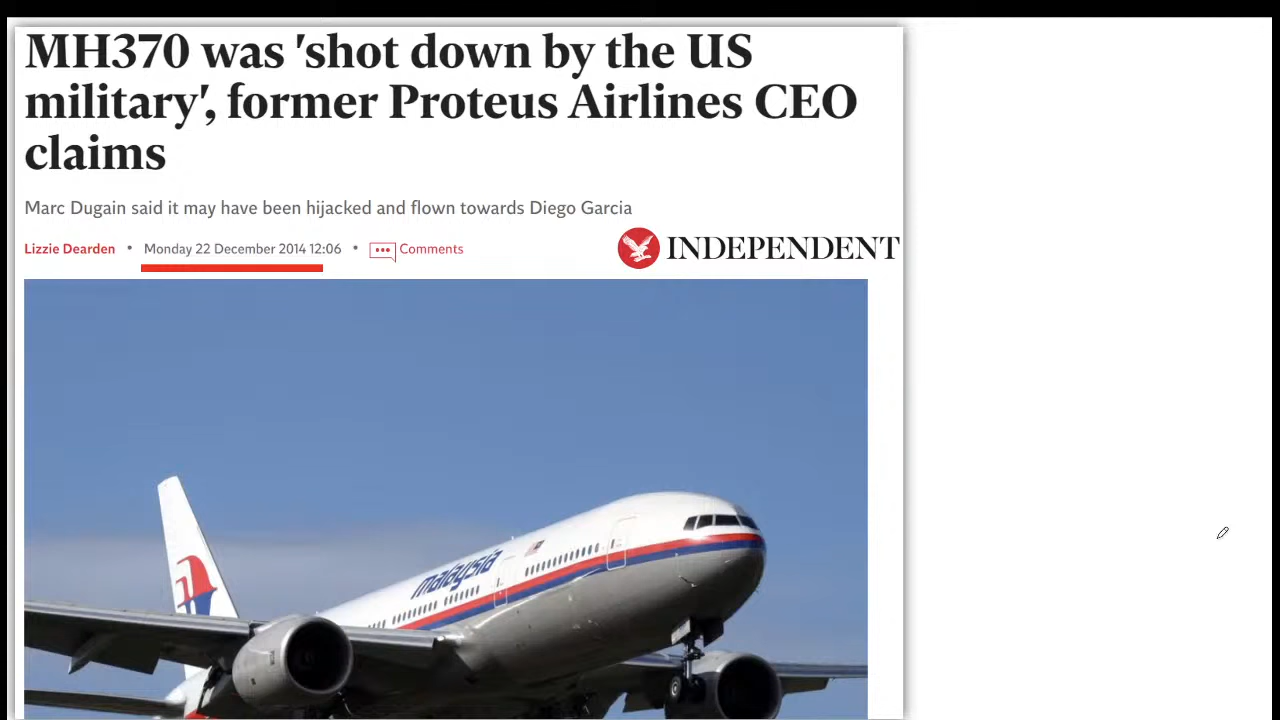 MH370 was 'shot down by the US
military', former Proteus Airlines CEO
claims
Marc Dugain said it may have been hijacked and flown towards Diego Garcia
Lizzie Dearden • Monday 22 December 2014 12:06 • Comments
INDEPENDENT
malaysia